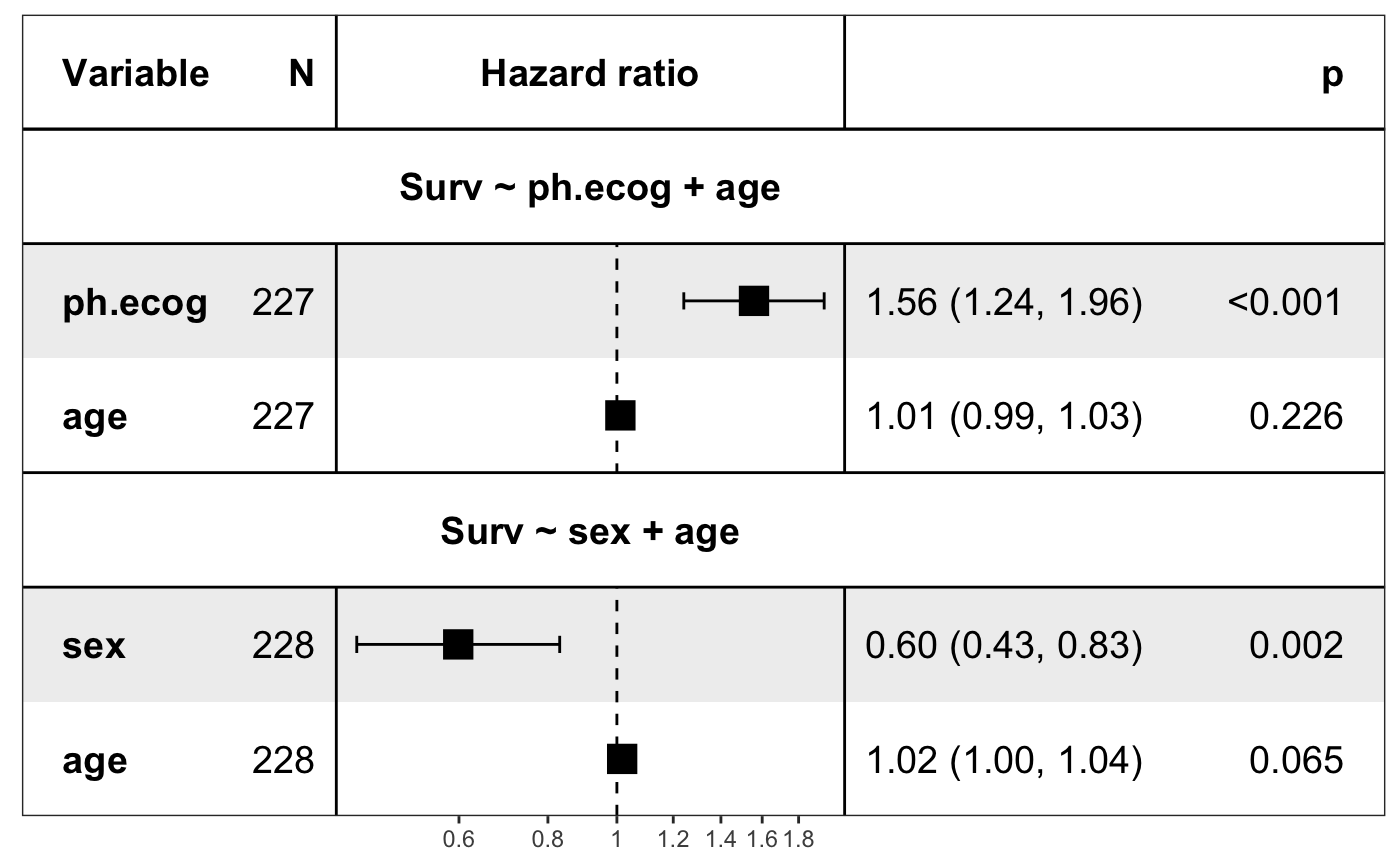 Variable N Hazard ratio p
Surv ~ ph.ecog + age
ph.ecog 227 1.56 (1.24, 1.96) <0.001
age 227 1.01 (0.99, 1.03) 0.226
Surv ~ sex + age
sex 228 0.60 (0.43, 0.83) 0.002
age 228 1.02 (1.00, 1.04) 0.065
0.6 0.8 1 1.2 1.4 1.6 1.8